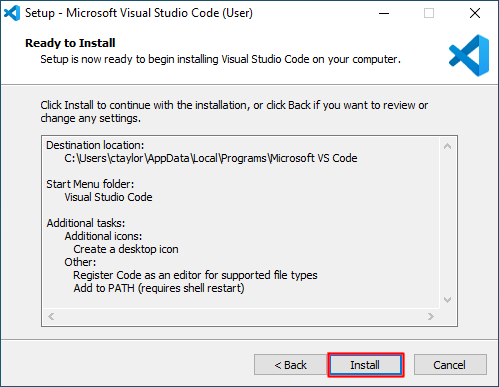 Setup - Microsoft Visual Studio Code (User)
Ready to Install
Setup is now ready to begin installing Visual Studio Code on your computer.
Click Install to continue with the installation, or click Back if you want to review or
change any settings.
Destination location:
C:\Users\ctaylor\AppData\Local\Programs\Microsoft VS Code
Start Menu folder:
Visual Studio Code
Additional tasks:
Additional icons:
Create a desktop icon
Other:
Register Code as an editor for supported file types
Add to PATH (requires shell restart)
< Back
Install
Cancel